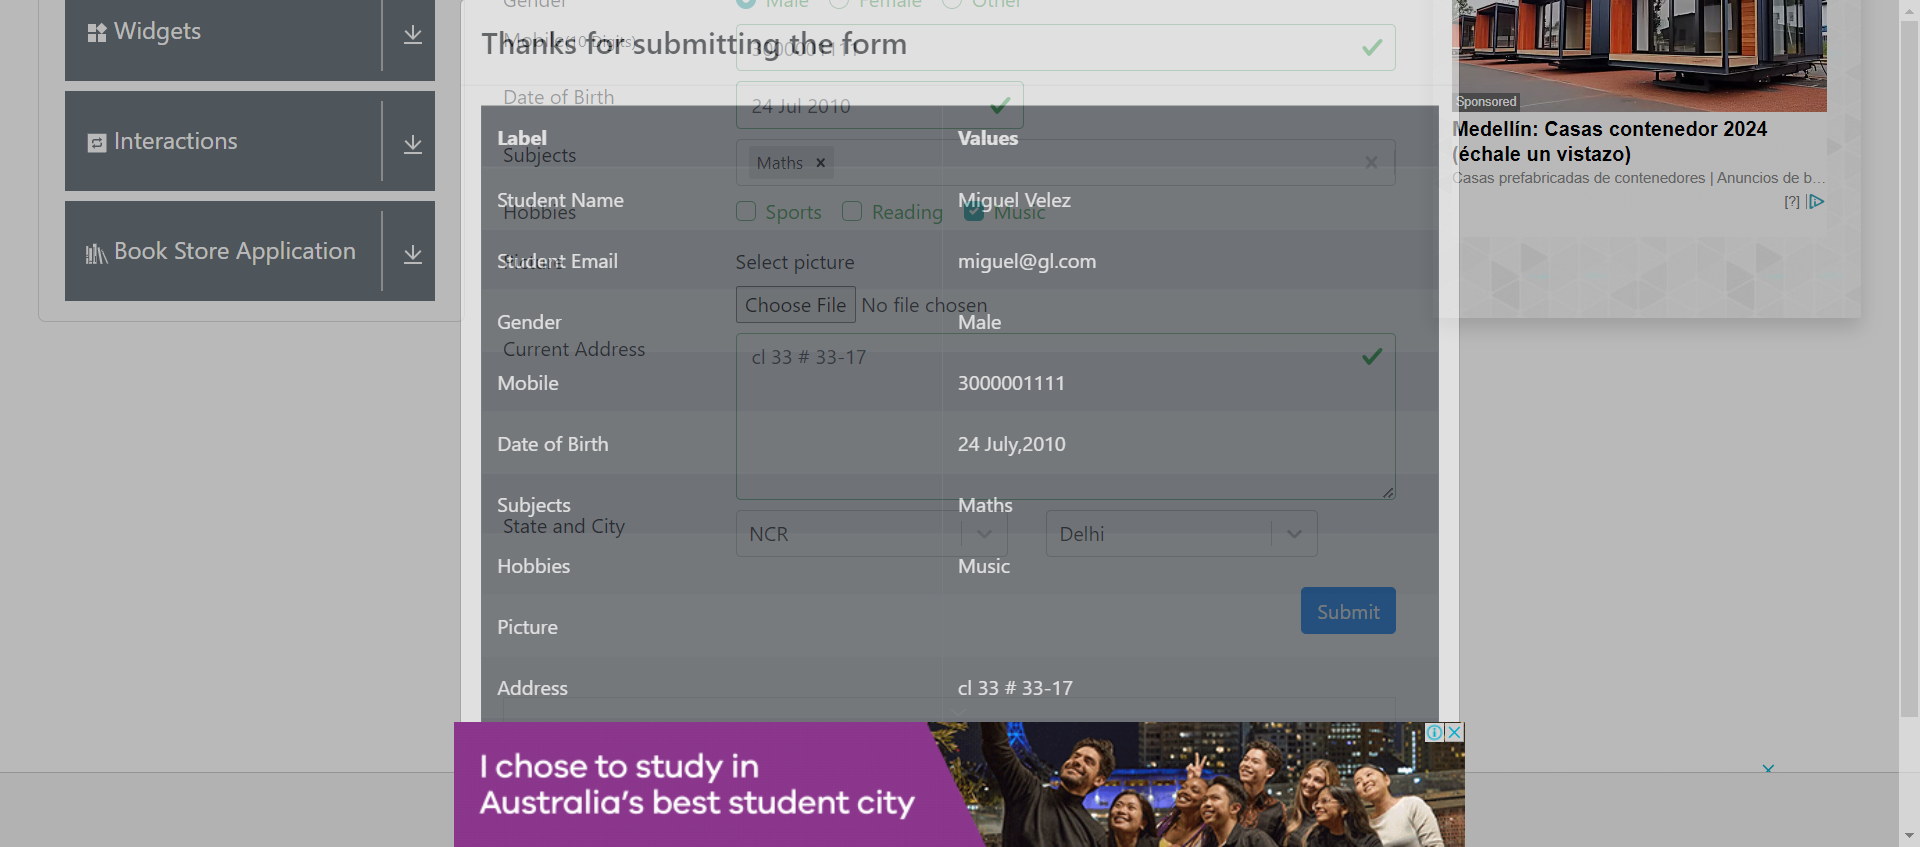 Widgets
Interactions
Book Store Application
Gender
Male
Female
Other
Thanks for submitting the form
Mobile(10 Digits)
3000001111
Date of Birth
24 Jul 2010
Label
Values
Subjects
Maths ×
Student Name
Miguel Velez
Hobbies
Sports
Reading
Music
Student Email
miguel@gl.com
Select picture
Choose File No file chosen
Gender
Male
Current Address
cl 33 # 33-17
Mobile
3000001111
Date of Birth
24 July,2010
Subjects
Maths
State and City
NCR
Delhi
Hobbies
Music
Submit
Picture
Address
cl 33 # 33-17
Sponsored
Medellín: Casas contenedor 2024
(échale un vistazo)
Casas prefabricadas de contenedores | Anuncios de b...
[?]
I chose to study in
Australia's best student city